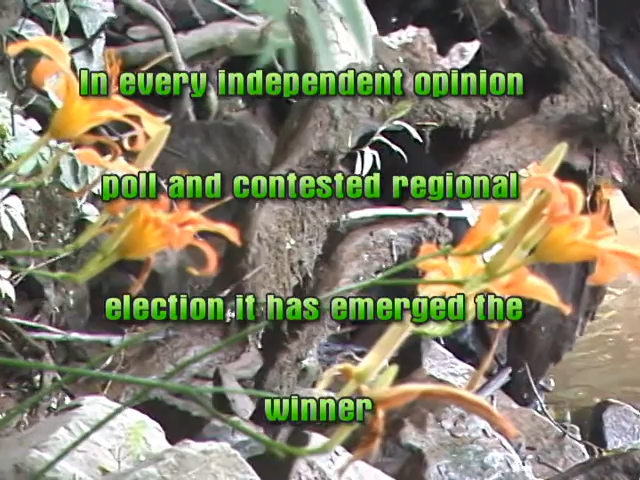 In every independent opinion
poll and contested regional
election,it has emerged the
winner